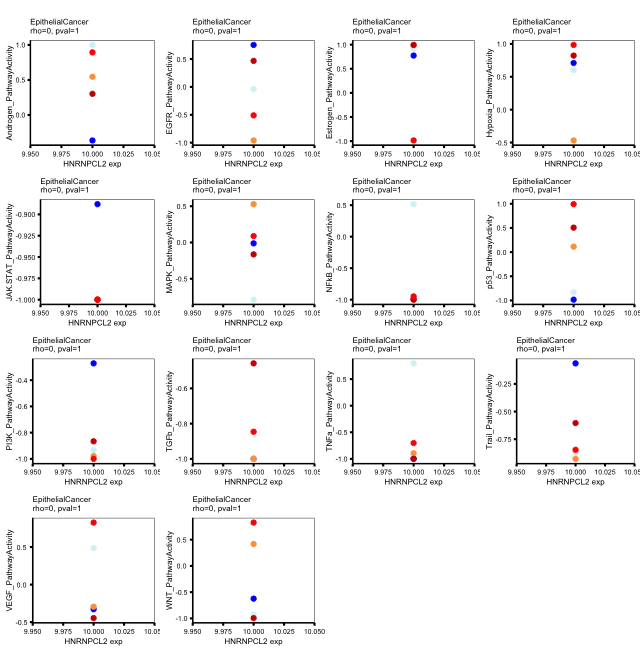 EpithelialCancer
rho=0, pval=1
Androgen_PathwayActivity
1.0
0.5
0.0
9.950 9.975 10.000 10.025 10.05
HNRNPCL2 exp
EpithelialCancer
rho=0, pval=1
EGFR_PathwayActivity
0.5
0.0
-0.5
-1.0
9.950 9.975 10.000 10.025 10.05
HNRNPCL2 exp
EpithelialCancer
rho=0, pval=1
Estrogen_PathwayActivity
1.0
0.5
0.0
-0.5
-1.0
9.950 9.975 10.000 10.025 10.05
HNRNPCL2 exp
EpithelialCancer
rho=0, pval=1
Hypoxia_PathwayActivity
1.0
0.5
0.0
-0.5
9.950 9.975 10.000 10.025 10.05
HNRNPCL2 exp
EpithelialCancer
rho=0, pval=1
JAK.STAT_PathwayActivity
-0.900
-0.925
-0.950
-0.975
-1.000
9.950 9.975 10.000 10.025 10.05
HNRNPCL2 exp
EpithelialCancer
rho=0, pval=1
MAPK_PathwayActivity
0.5
0.0
-0.5
9.950 9.975 10.000 10.025 10.05
HNRNPCL2 exp
EpithelialCancer
rho=0, pval=1
NFkB_PathwayActivity
0.5
0.0
-0.5
-1.0
9.950 9.975 10.000 10.025 10.05
HNRNPCL2 exp
EpithelialCancer
rho=0, pval=1
p53_PathwayActivity
1.0
0.5
0.0
-0.5
-1.0
9.950 9.975 10.000 10.025 10.05
HNRNPCL2 exp
EpithelialCancer
rho=0, pval=1
PI3K_PathwayActivity
-0.4
-0.6
-0.8
-1.0
9.950 9.975 10.000 10.025 10.05
HNRNPCL2 exp
EpithelialCancer
rho=0, pval=1
TGFb_PathwayActivity
-0.6
-0.8
-1.0
9.950 9.975 10.000 10.025 10.05
HNRNPCL2 exp
EpithelialCancer
rho=0, pval=1
TNFa_PathwayActivity
0.5
0.0
-0.5
-1.0
9.950 9.975 10.000 10.025 10.05
HNRNPCL2 exp
EpithelialCancer
rho=0, pval=1
Trail_PathwayActivity
-0.25
-0.50
-0.75
9.950 9.975 10.000 10.025 10.05
HNRNPCL2 exp
EpithelialCancer
rho=0, pval=1
VEGF_PathwayActivity
0.5
0.0
-0.5
9.950 9.975 10.000 10.025 10.05
HNRNPCL2 exp
EpithelialCancer
rho=0, pval=1
WNT_PathwayActivity
0.5
0.0
-0.5
-1.0
9.950 9.975 10.000 10.025 10.050
HNRNPCL2 exp